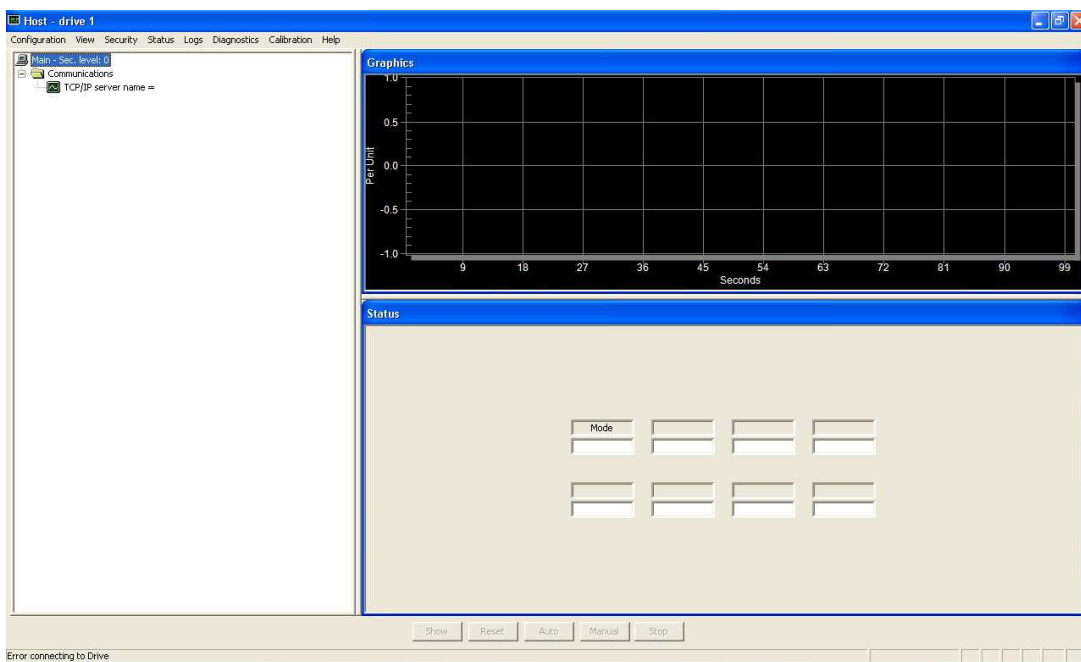 Host - drive 1
Configuration View Security Status Logs Diagnostics Calibration Help
Main - Sec. level: 0
Communications
TCP/IP server name =
Graphics
1.0
0.5
0.0
-0.5
-1.0
Per Unit
9 18 27 36 45 54 63 72 81 90 99
Seconds
Status
Mode
Show Reset Auto Manual Stop
Error connecting to Drive